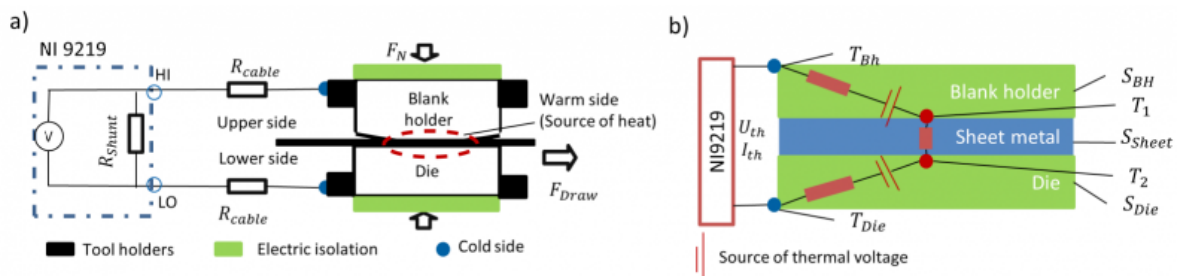 a)
NI 9219
HI
V
R_Shunt
LO
R_cable
R_cable
F_N
Upper side
Lower side
Blank
holder
Die
Warm side
(Source of heat)
F_Draw
Tool holders
Electric isolation
Cold side
b)
NI9219
U_th
I_th
T_Bh
Blank holder
Sheet metal
Die
T_Die
S_BH
T_1
S_Sheet
T_2
S_Die
Source of thermal voltage